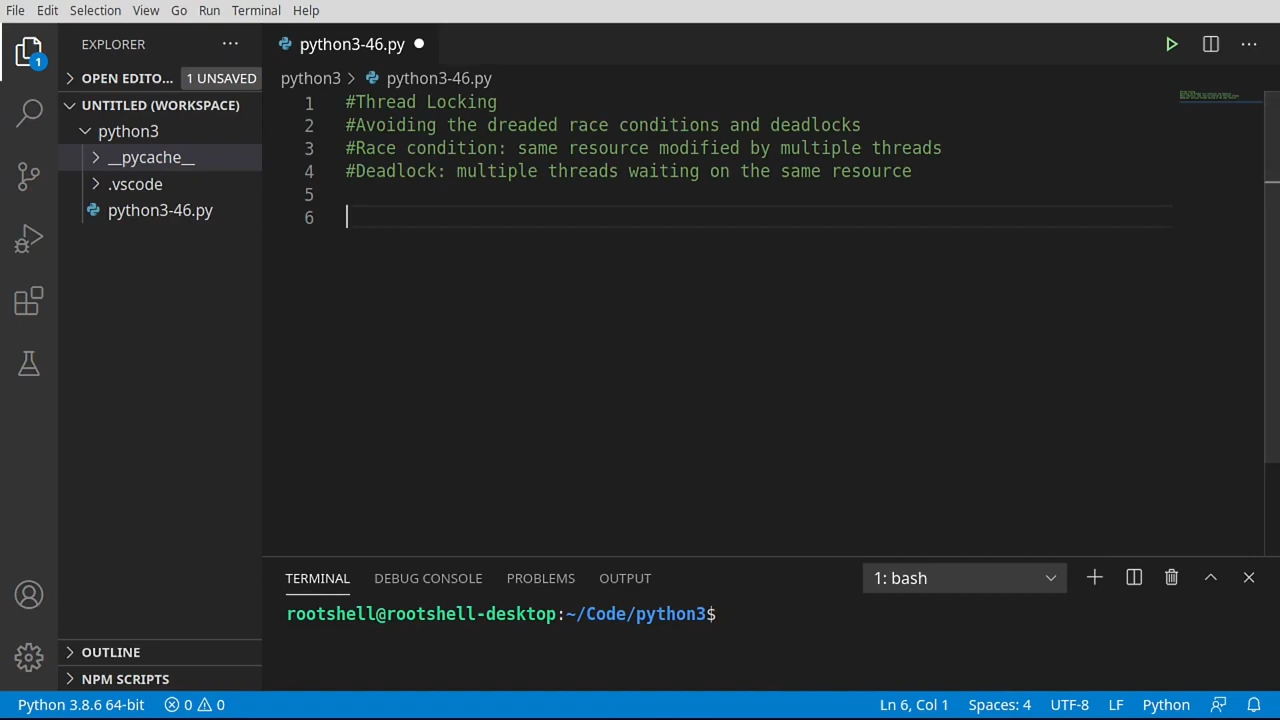 File Edit Selection View Go Run Terminal Help
EXPLORER ···
python3-46.py
1
OPEN EDITO... 1 UNSAVED
UNTITLED (WORKSPACE)
python3
__pycache__
.vscode
python3-46.py
python3 > python3-46.py
1 #Thread Locking
2 #Avoiding the dreaded race conditions and deadlocks
3 #Race condition: same resource modified by multiple threads
4 #Deadlock: multiple threads waiting on the same resource
5
6
TERMINAL DEBUG CONSOLE PROBLEMS OUTPUT 1: bash
rootshell@rootshell-desktop:~/Code/python3$
OUTLINE
NPM SCRIPTS
Python 3.8.6 64-bit 0 0 Ln 6, Col 1 Spaces: 4 UTF-8 LF Python